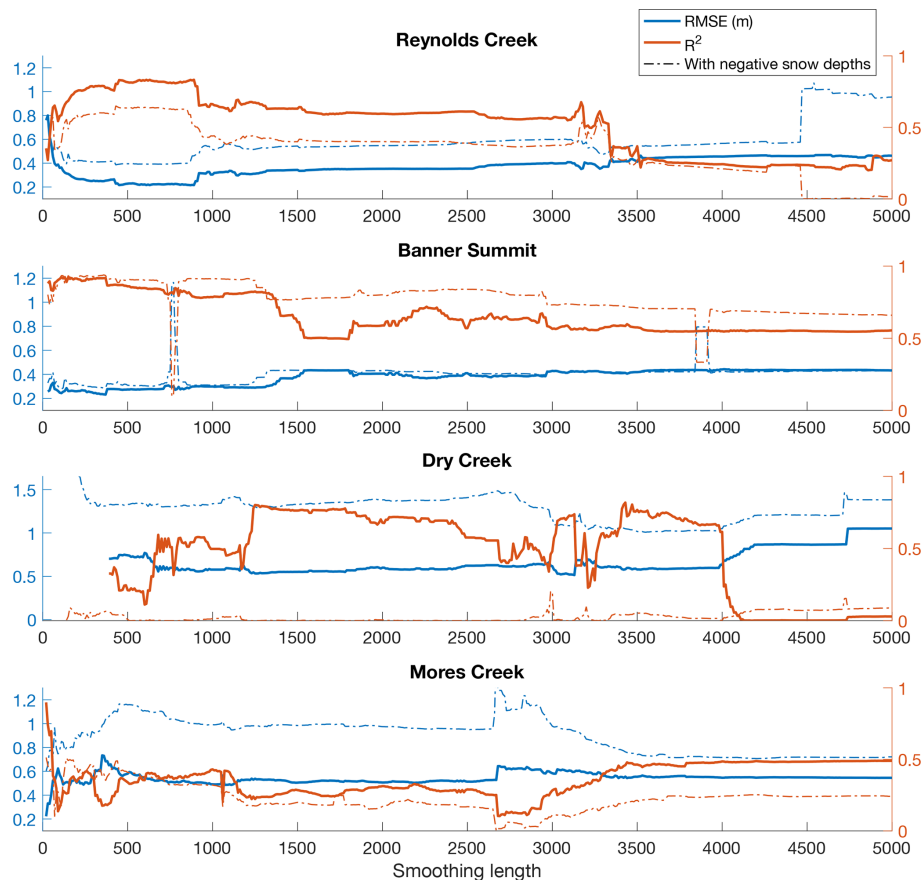 RMSE (m)
R2
With negative snow depths
Reynolds Creek
1.2
1
0.8
0.6
0.4
0.2
1
0.5
0
0 500 1000 1500 2000 2500 3000 3500 4000 4500 5000
Banner Summit
1.2
1
0.8
0.6
0.4
0.2
1
0.5
0
0 500 1000 1500 2000 2500 3000 3500 4000 4500 5000
Dry Creek
1.5
1
0.5
0
1
0.5
0
0 500 1000 1500 2000 2500 3000 3500 4000 4500 5000
Mores Creek
1.2
1
0.8
0.6
0.4
0.2
1
0.5
0
0 500 1000 1500 2000 2500 3000 3500 4000 4500 5000
Smoothing length